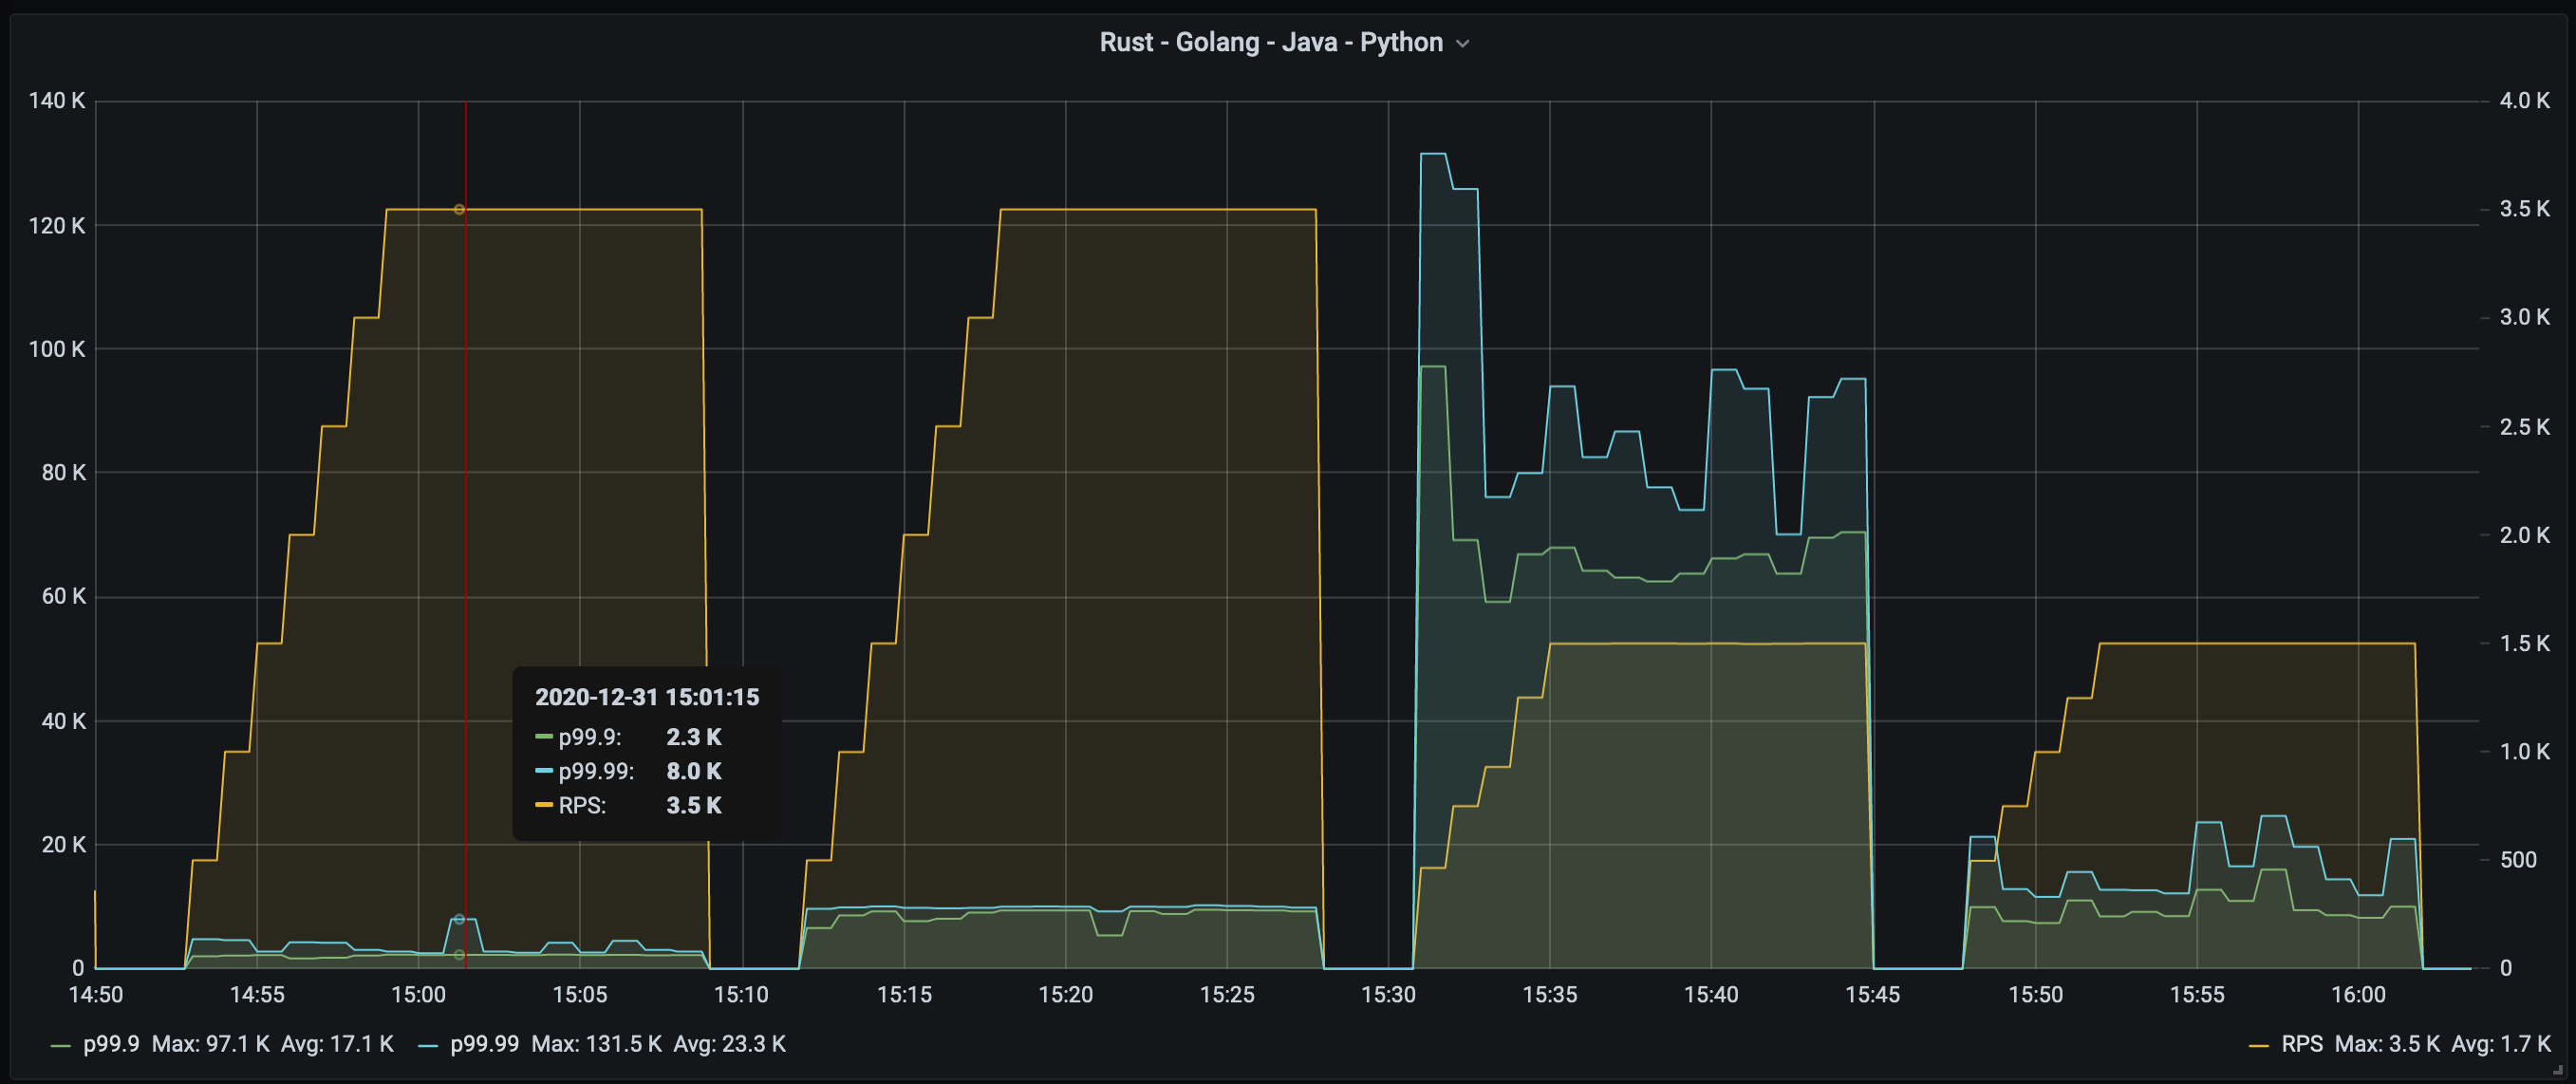 Rust - Golang - Java - Python
140 K
120 K
100 K
80 K
60 K
40 K
20 K
0
4.0 K
3.5 K
3.0 K
2.5 K
2.0 K
1.5 K
1.0 K
500
0
2020-12-31 15:01:15
p99.9: 2.3 K
p99.99: 8.0 K
RPS: 3.5 K
14:50 14:55 15:00 15:05 15:10 15:15 15:20 15:25 15:30 15:35 15:40 15:45 15:50 15:55 16:00
p99.9 Max: 97.1 K Avg: 17.1 K p99.99 Max: 131.5 K Avg: 23.3 K RPS Max: 3.5 K Avg: 1.7 K